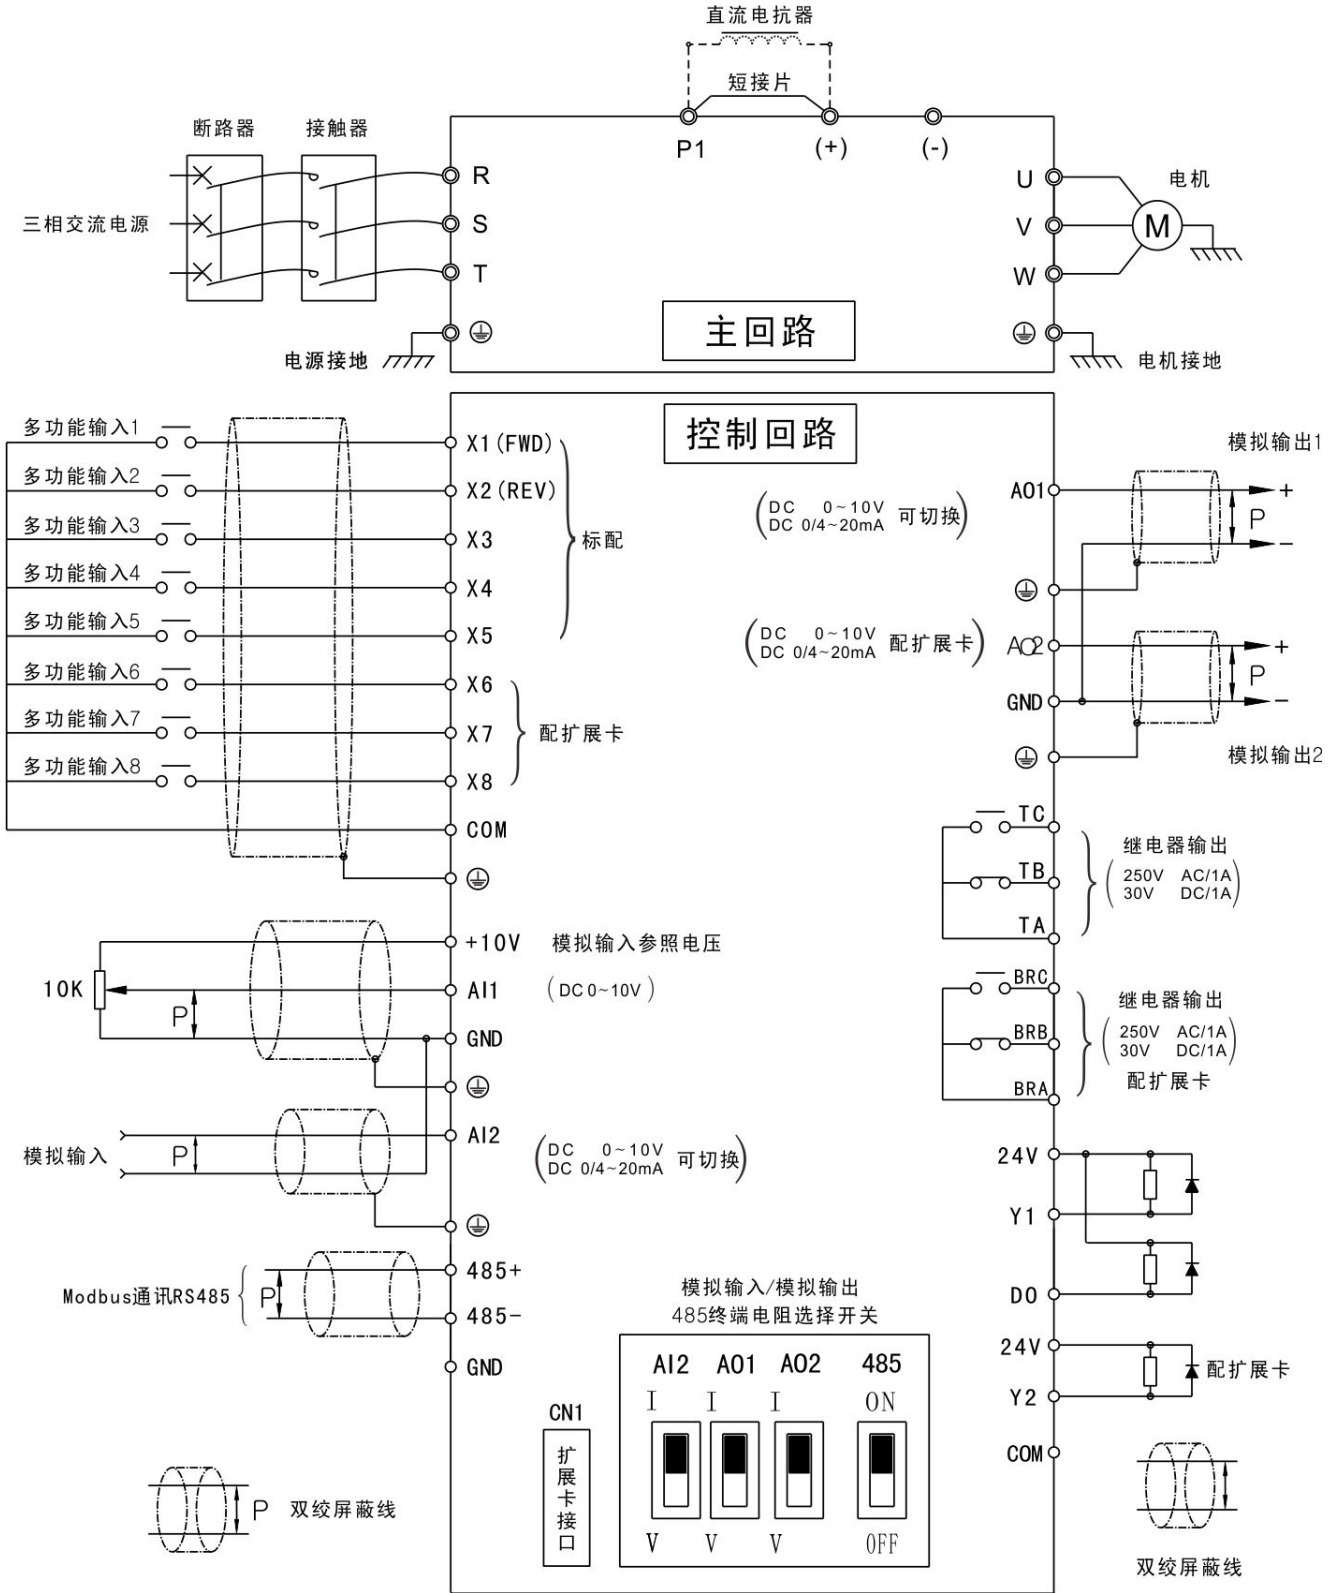 直流电抗器
短接片
断路器 接触器
P1 (+) (-)
三相交流电源
R
S
T
U
V
W
电机
M
主回路
电源接地
电机接地
控制回路
多功能输入1
多功能输入2
多功能输入3
多功能输入4
多功能输入5
多功能输入6
多功能输入7
多功能输入8
X1(FWD)
X2(REV)
X3
X4
X5
X6
X7
X8
COM
标配
配扩展卡
模拟输出1
AO1
(DC 0~10V
DC 0/4~20mA 可切换)
+
P
-
(DC 0~10V
DC 0/4~20mA 配扩展卡)
AO2
GND
+
P
-
模拟输出2
TC
TB
TA
继电器输出
(250V AC/1A
30V DC/1A)
BRC
BRB
BRA
继电器输出
(250V AC/1A
30V DC/1A)
配扩展卡
+10V 模拟输入参照电压
10K
AI1 (DC0~10V)
P
GND
模拟输入
P
AI2
(DC 0~10V
DC 0/4~20mA 可切换)
Modbus通讯RS485
P
485+
485-
GND
24V
Y1
DO
24V
Y2
配扩展卡
COM
模拟输入/模拟输出
485终端电阻选择开关
AI2 AO1 AO2 485
I I I ON
V V V OFF
CN1
扩展卡接口
P 双绞屏蔽线
双绞屏蔽线